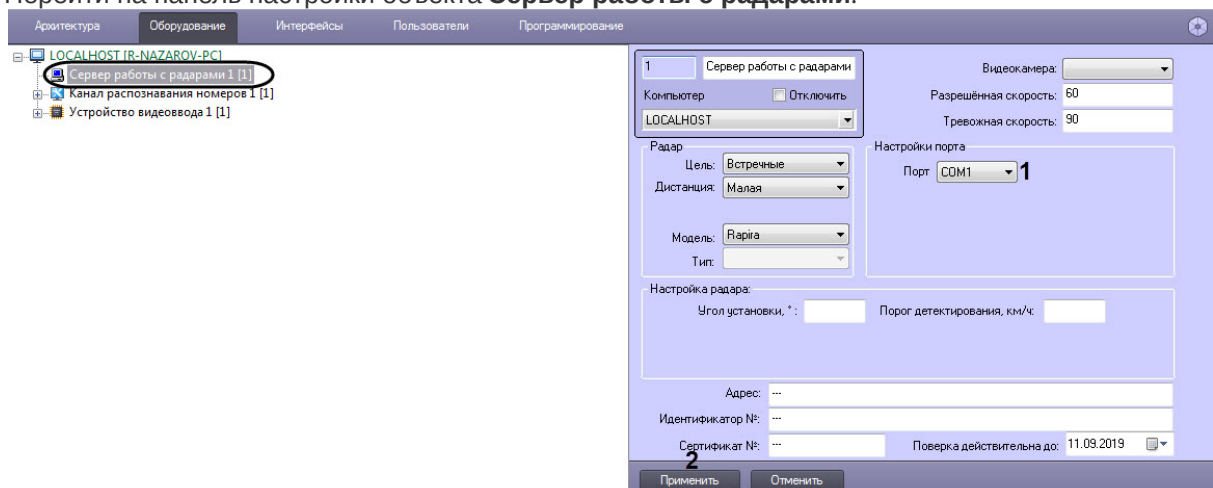 Перейти на панель настройки объекта Сервер работы с радарами.
Архитектура Оборудование Интерфейсы Пользователи Программирование
LOCALHOST [R-NAZAROV-PC]
Сервер работы с радарами 1 [1]
Канал распознавания номеров 1 [1]
Устройство видеоввода 1 [1]
1 Сервер работы с радарами
Компьютер Отключить
LOCALHOST
Видеокамера:
Разрешённая скорость: 60
Тревожная скорость: 90
Радар
Цель: Встречные
Дистанция: Малая
Модель: Rapira
Тип:
Настройки порта
Порт COM1 1
Настройка радара:
Угол установки, ° : Порог детектирования, км/ч:
Адрес: ---
Идентификатор №: ---
Сертификат №: --- Поверка действительна до: 11.09.2019
2
Применить Отменить